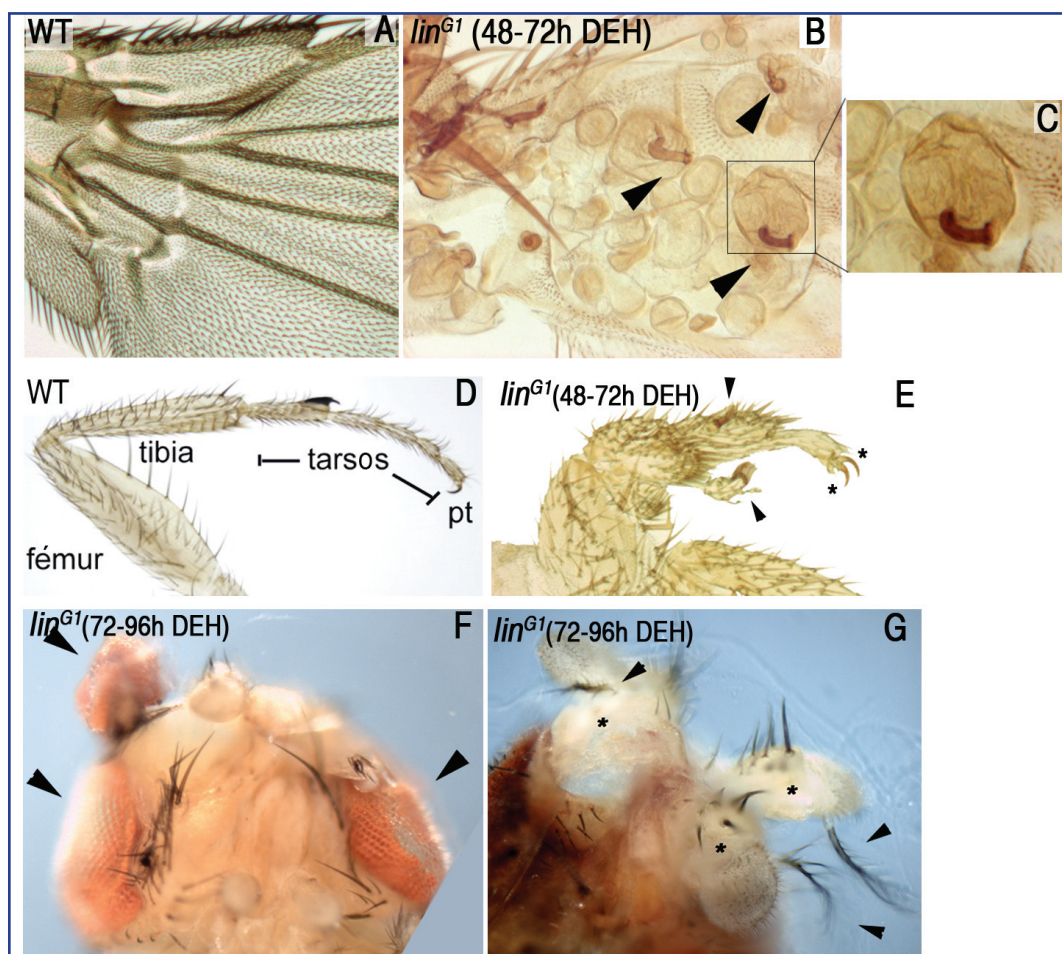 WT A
lin^G1 (48-72h DEH) B
C
WT D
tibia
tarsos
pt
fémur
lin^G1(48-72h DEH) E
*
*
lin^G1(72-96h DEH) F
lin^G1(72-96h DEH) G
*
*
*